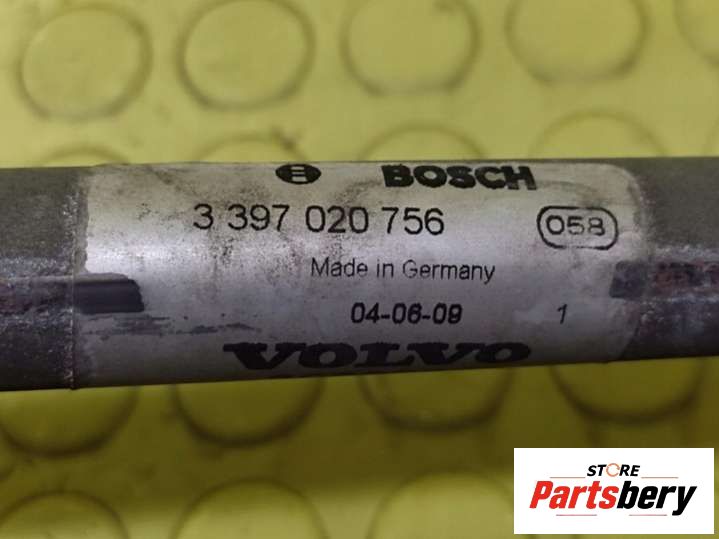 BOSCH
3 397 020 756 058
Made in Germany
04-06-09 1
VOLVO
STORE
Partsbery